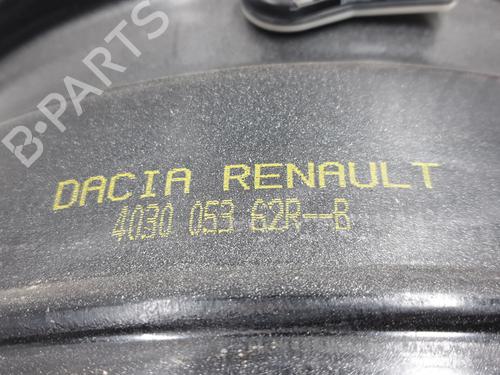 B-PARTS
DACIA RENAULT
4030 053 62R--B